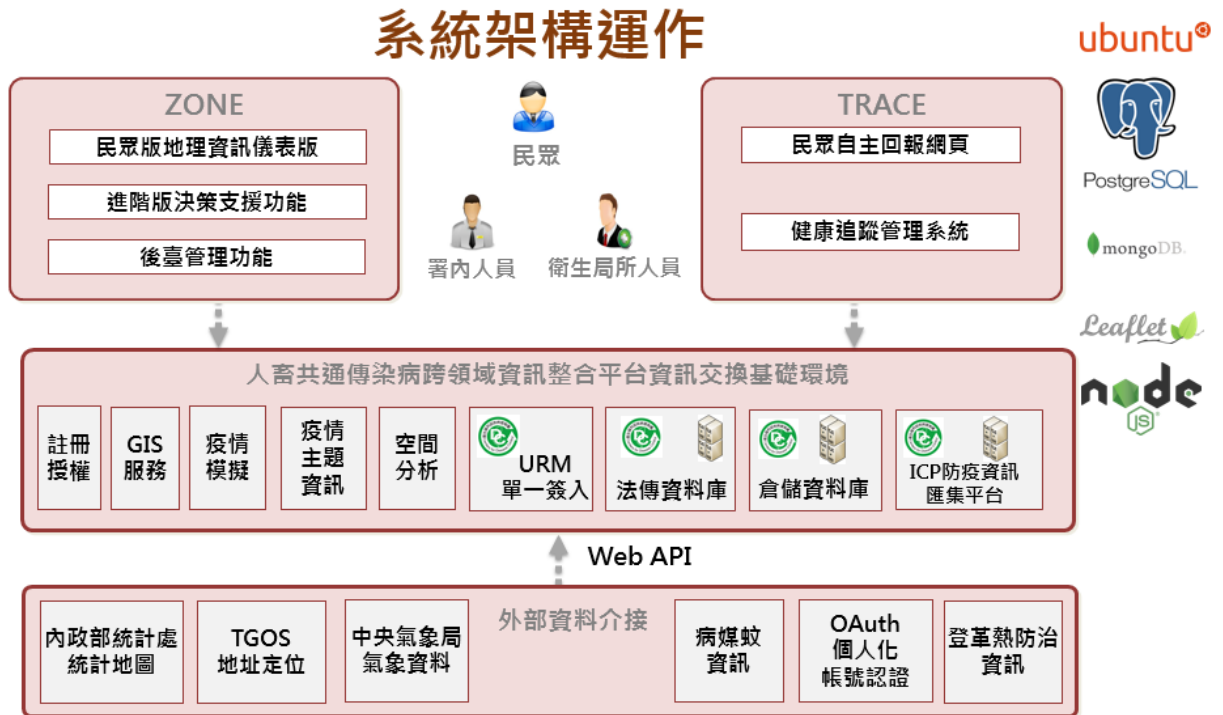 系統架構運作
ubuntu
ZONE
民眾版地理資訊儀表版
進階版決策支援功能
後臺管理功能
民眾
署內人員
衛生局所人員
TRACE
民眾自主回報網頁
健康追蹤管理系統
PostgreSQL
mongoDB.
Leaflet
node
JS
人畜共通傳染病跨領域資訊整合平台資訊交換基礎環境
註冊
授權
GIS
服務
疫情
模擬
疫情
主題
資訊
空間
分析
URM
單一簽入
法傳資料庫
倉儲資料庫
ICP防疫資訊
匯集平台
Web API
外部資料介接
內政部統計處
統計地圖
TGOS
地址定位
中央氣象局
氣象資料
病媒蚊
資訊
OAuth
個人化
帳號認證
登革熱防治
資訊